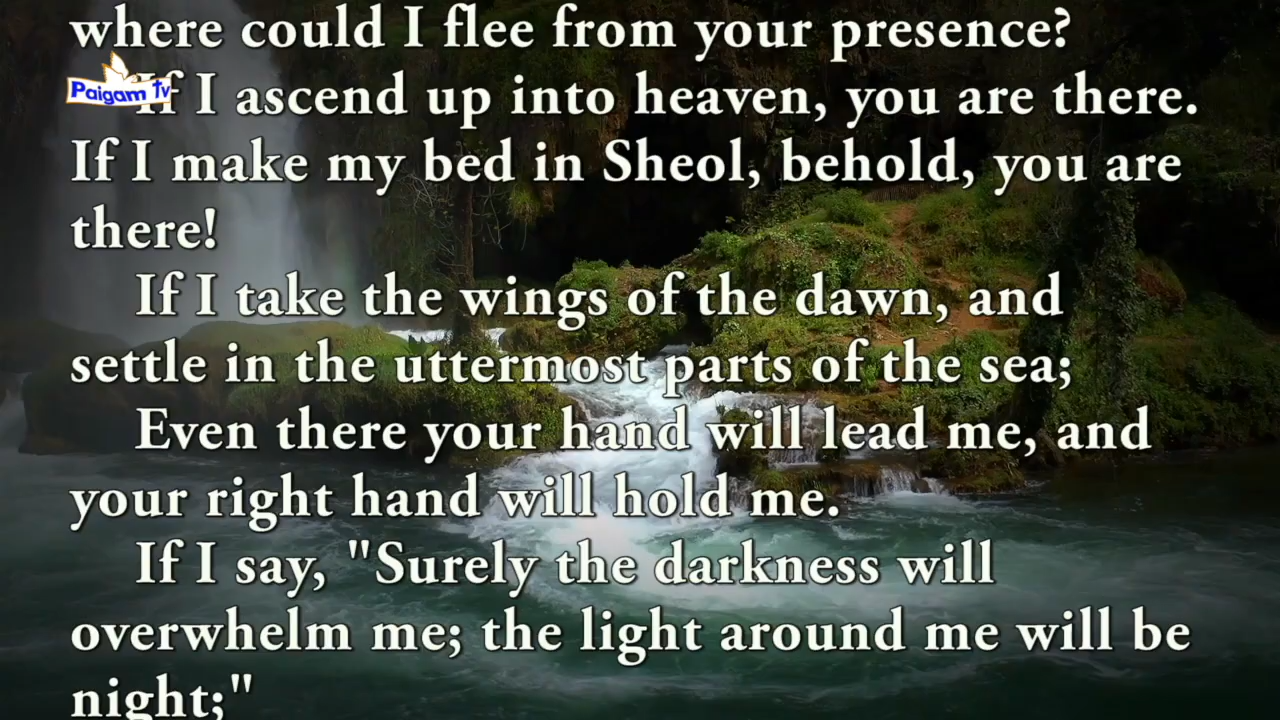 where could I flee from your presence?
Paigam Tv
If I ascend up into heaven, you are there.
If I make my bed in Sheol, behold, you are
there!
If I take the wings of the dawn, and
settle in the uttermost parts of the sea;
Even there your hand will lead me, and
your right hand will hold me.
If I say, "Surely the darkness will
overwhelm me; the light around me will be
night;"